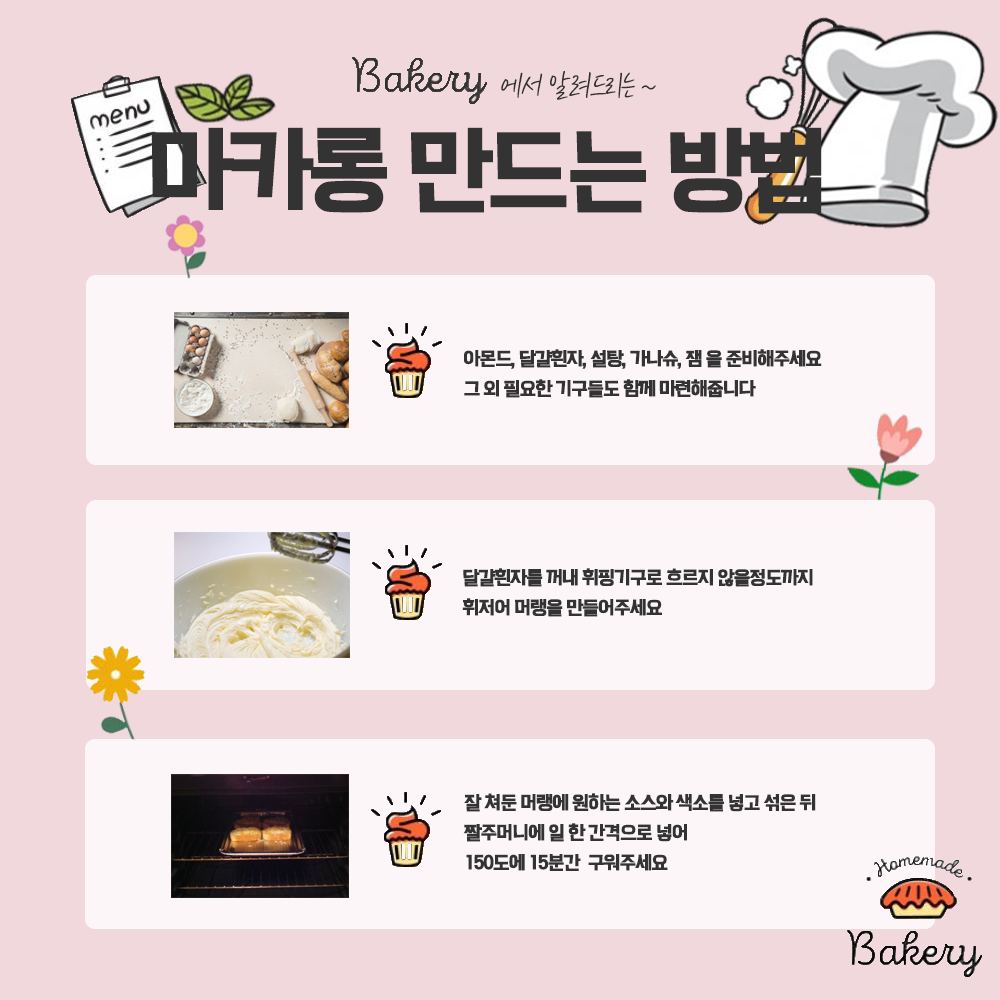 Bakery 에서 알려드리는 ~
menu
마카롱 만드는 방법
아몬드, 달걀흰자, 설탕, 가나슈, 잼 을 준비해주세요
그 외 필요한 기구들도 함께 마련해줍니다
달걀흰자를 꺼내 휘핑기구로 흐르지 않을정도까지
휘저어 머랭을 만들어주세요
잘 쳐둔 머랭에 원하는 소스와 색소를 넣고 섞은 뒤
짤주머니에 일 한 간격으로 넣어
150도에 15분간 구워주세요
Homemade
Bakery